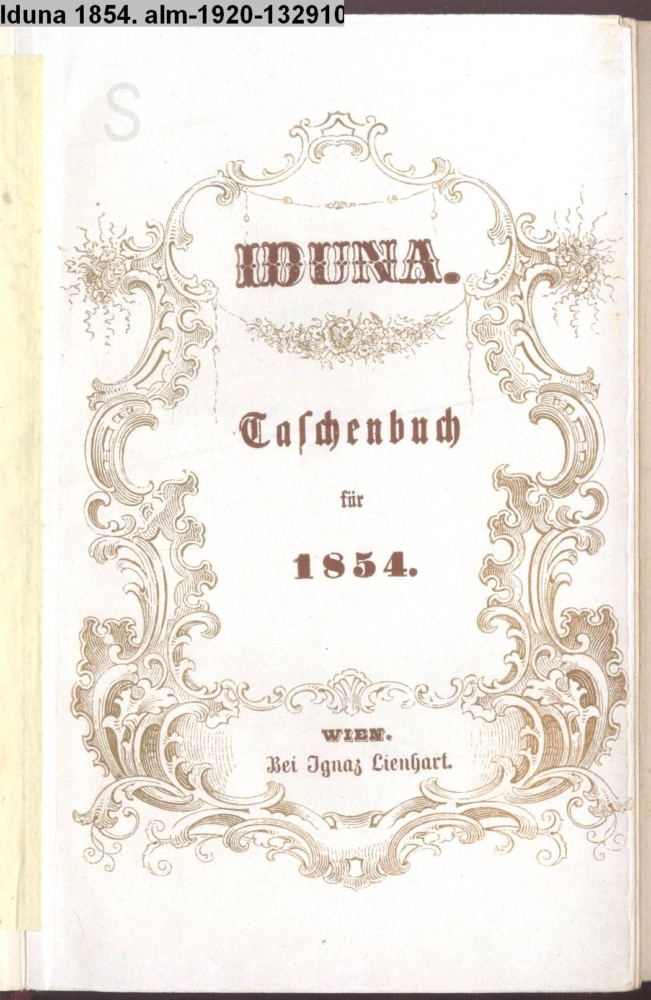 Iduna 1854. alm-1920-132910
S
IDUNA.
Taschenbuch
für
1854.
WIEN.
Bei Ignaz Lienhart.